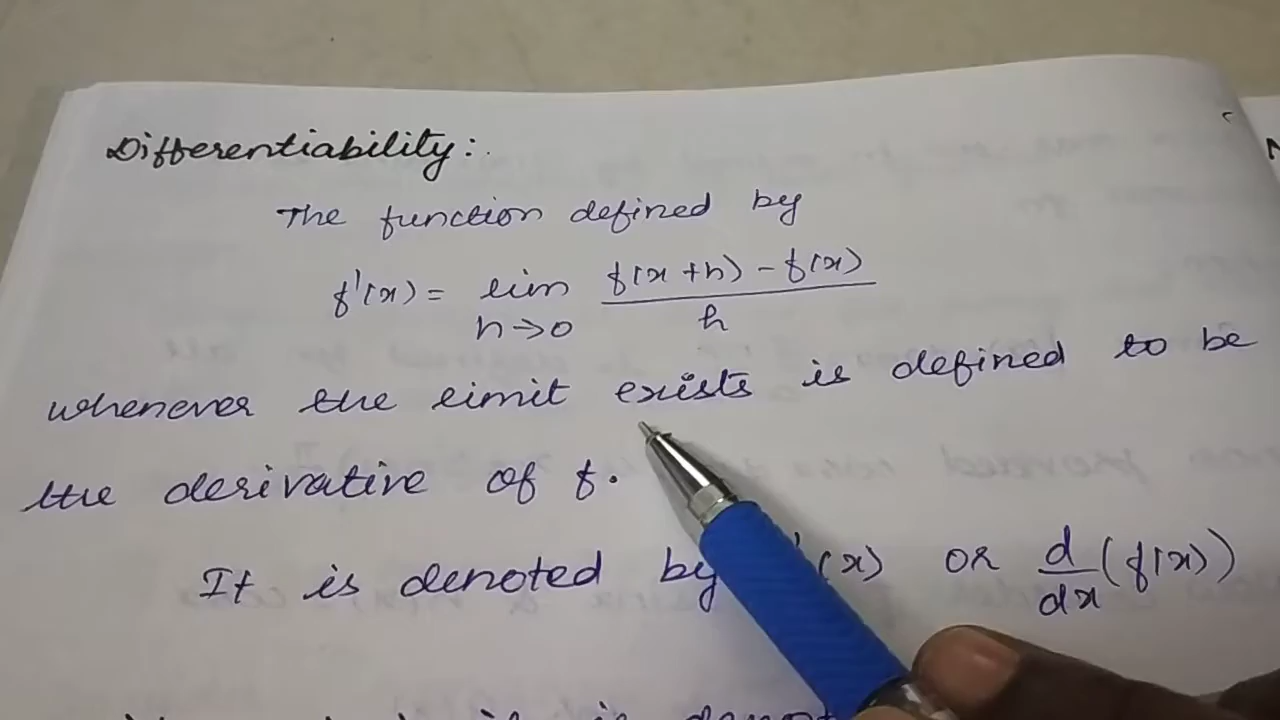 Differentiability:
The function defined by
f'(x) = lim h→0 f(x+h) - f(x) / h
whenever the limit exists is defined to be
the derivative of f.
It is denoted by '(x) or d/dx (f(x))